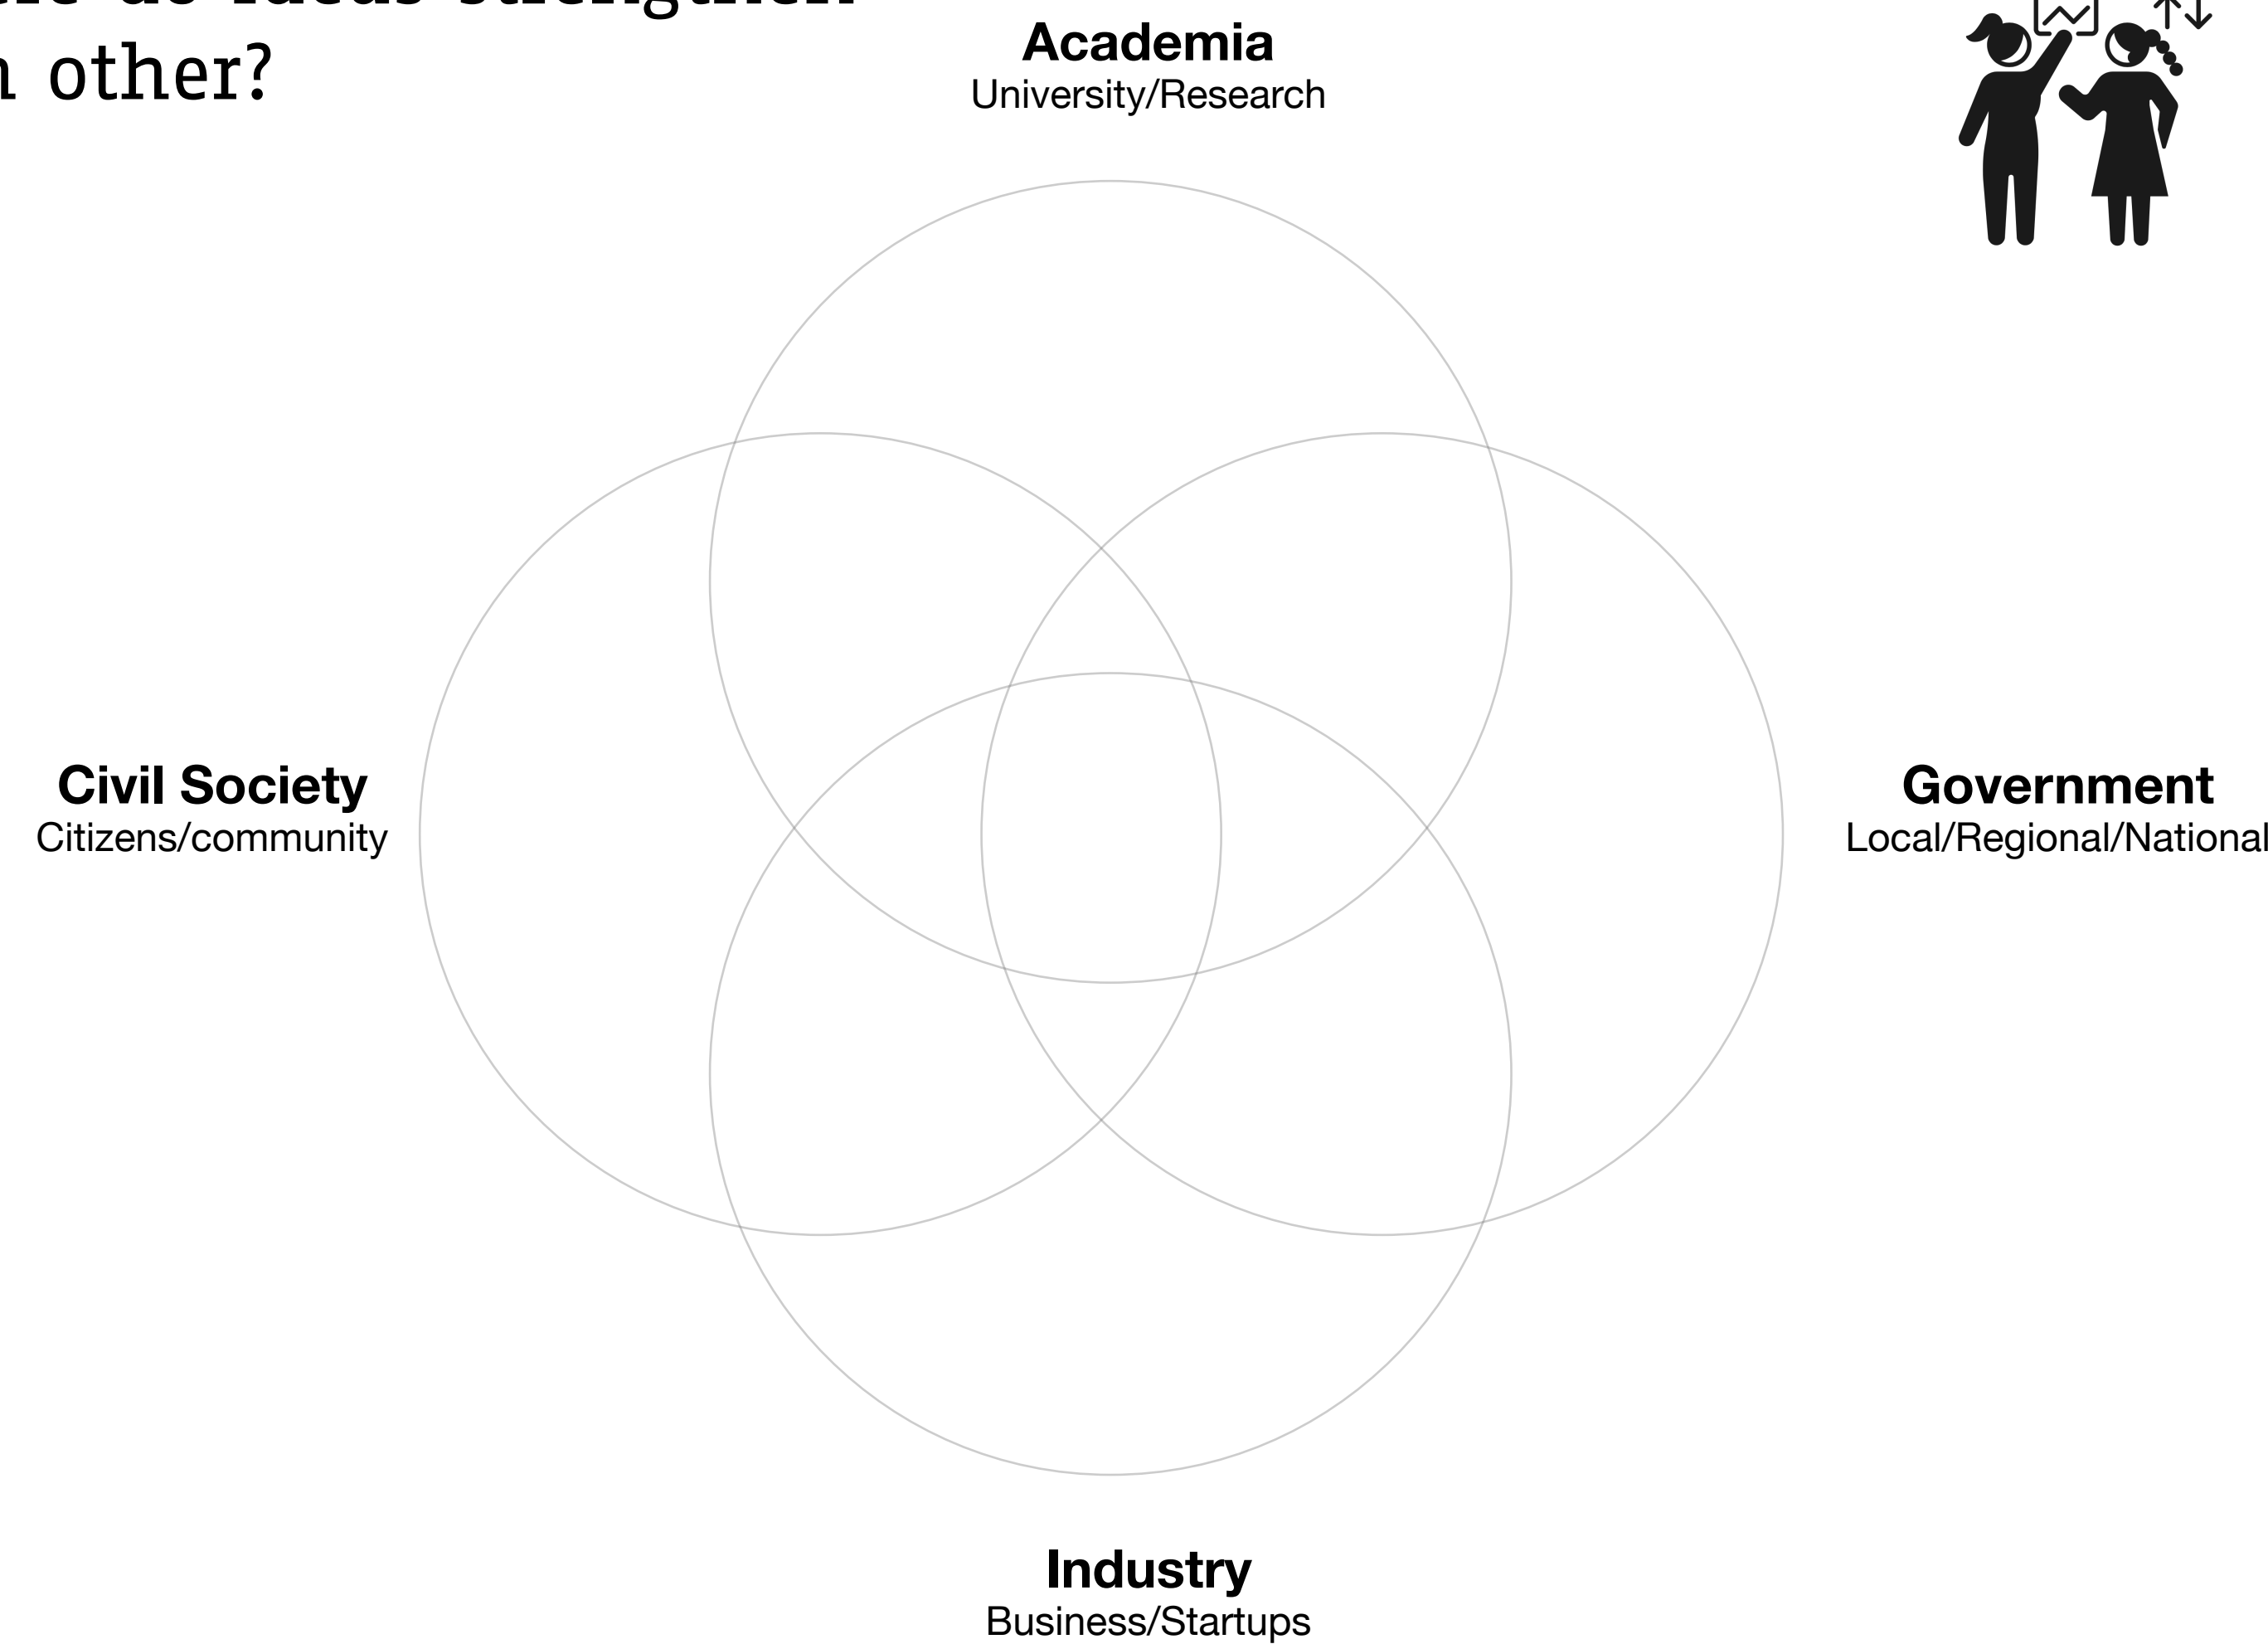 other?
Academia
University/Research
Civil Society
Citizens/community
Government
Local/Regional/National
Industry
Business/Startups